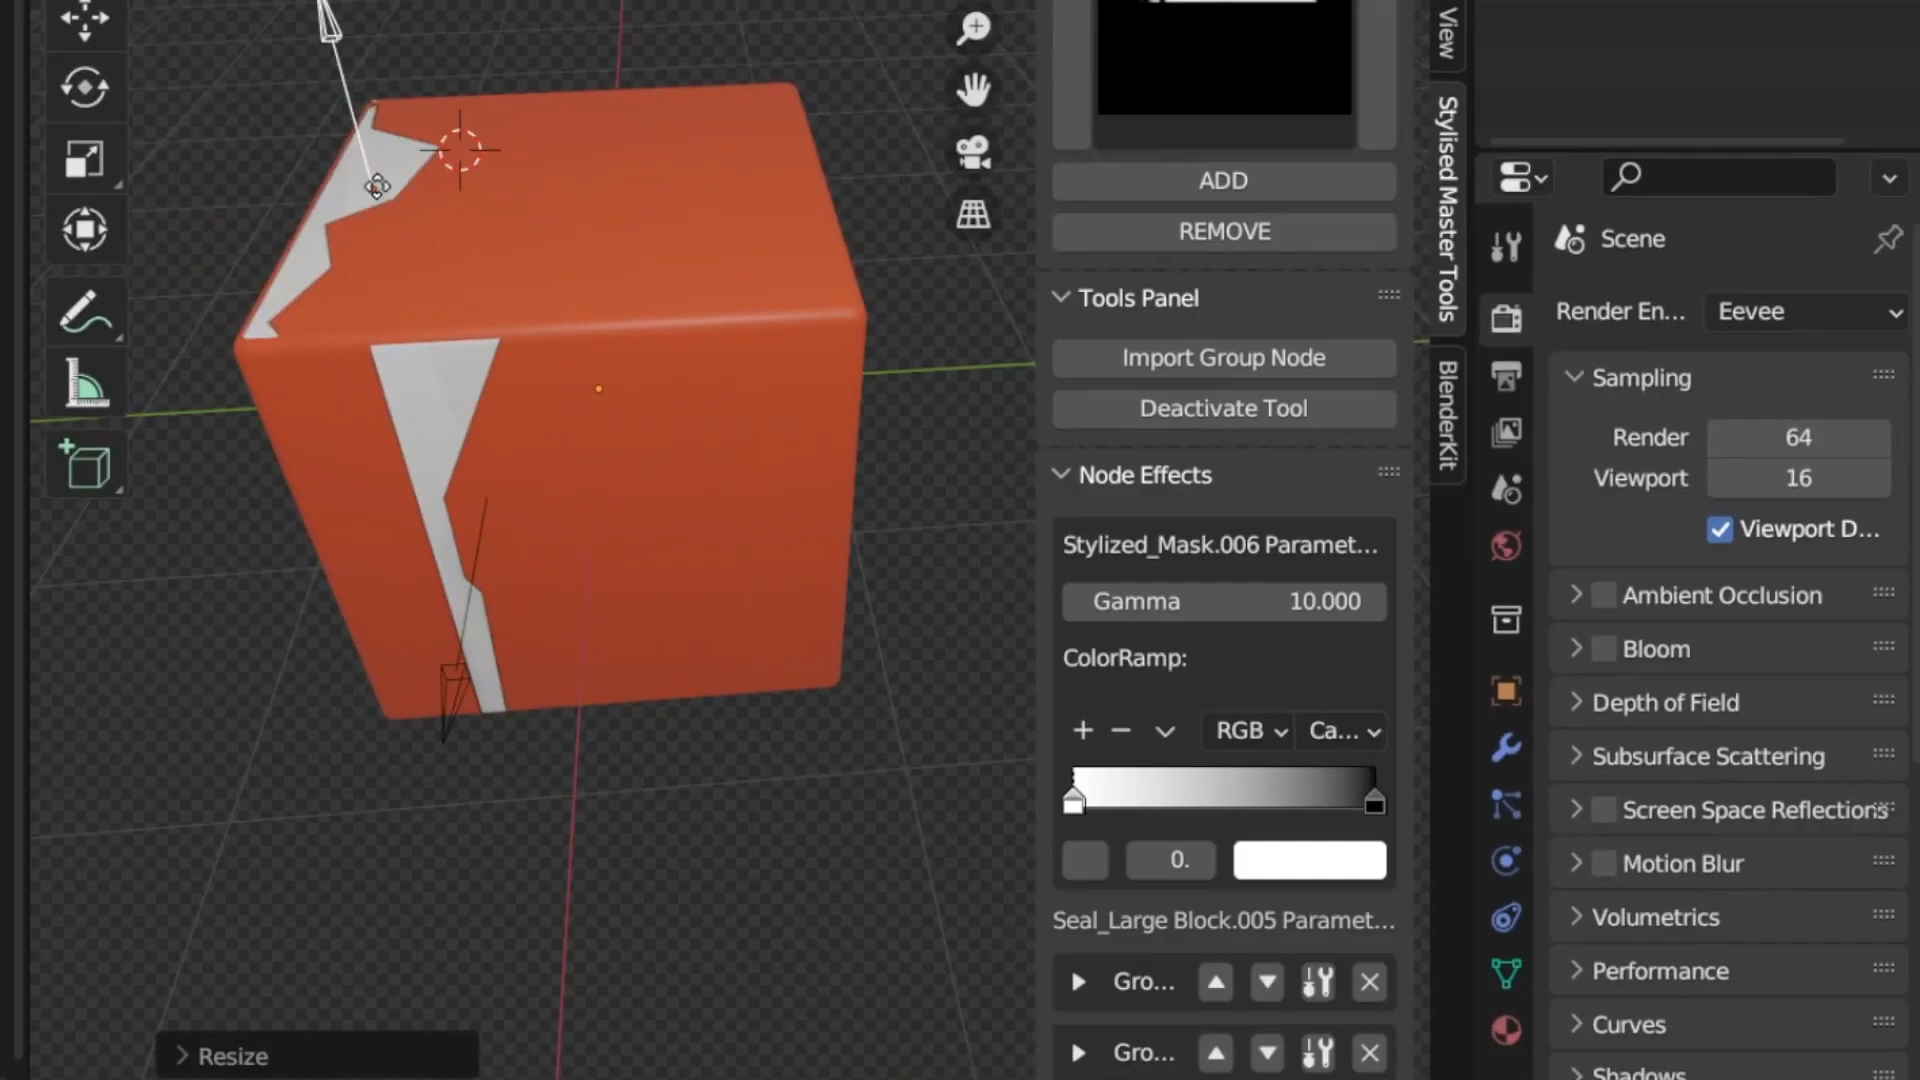 View
Stylised Master Tools
BlenderKit
ADD
REMOVE
Tools Panel
Import Group Node
Deactivate Tool
Node Effects
Stylized_Mask.006 Paramet...
Gamma 10.000
ColorRamp:
RGB Ca...
0.
Seal_Large Block.005 Paramet...
Gro...
Gro...
Resize
Scene
Render En... Eevee
Sampling
Render 64
Viewport 16
Viewport D...
Ambient Occlusion
Bloom
Depth of Field
Subsurface Scattering
Screen Space Reflections
Motion Blur
Volumetrics
Performance
Curves
Shadows